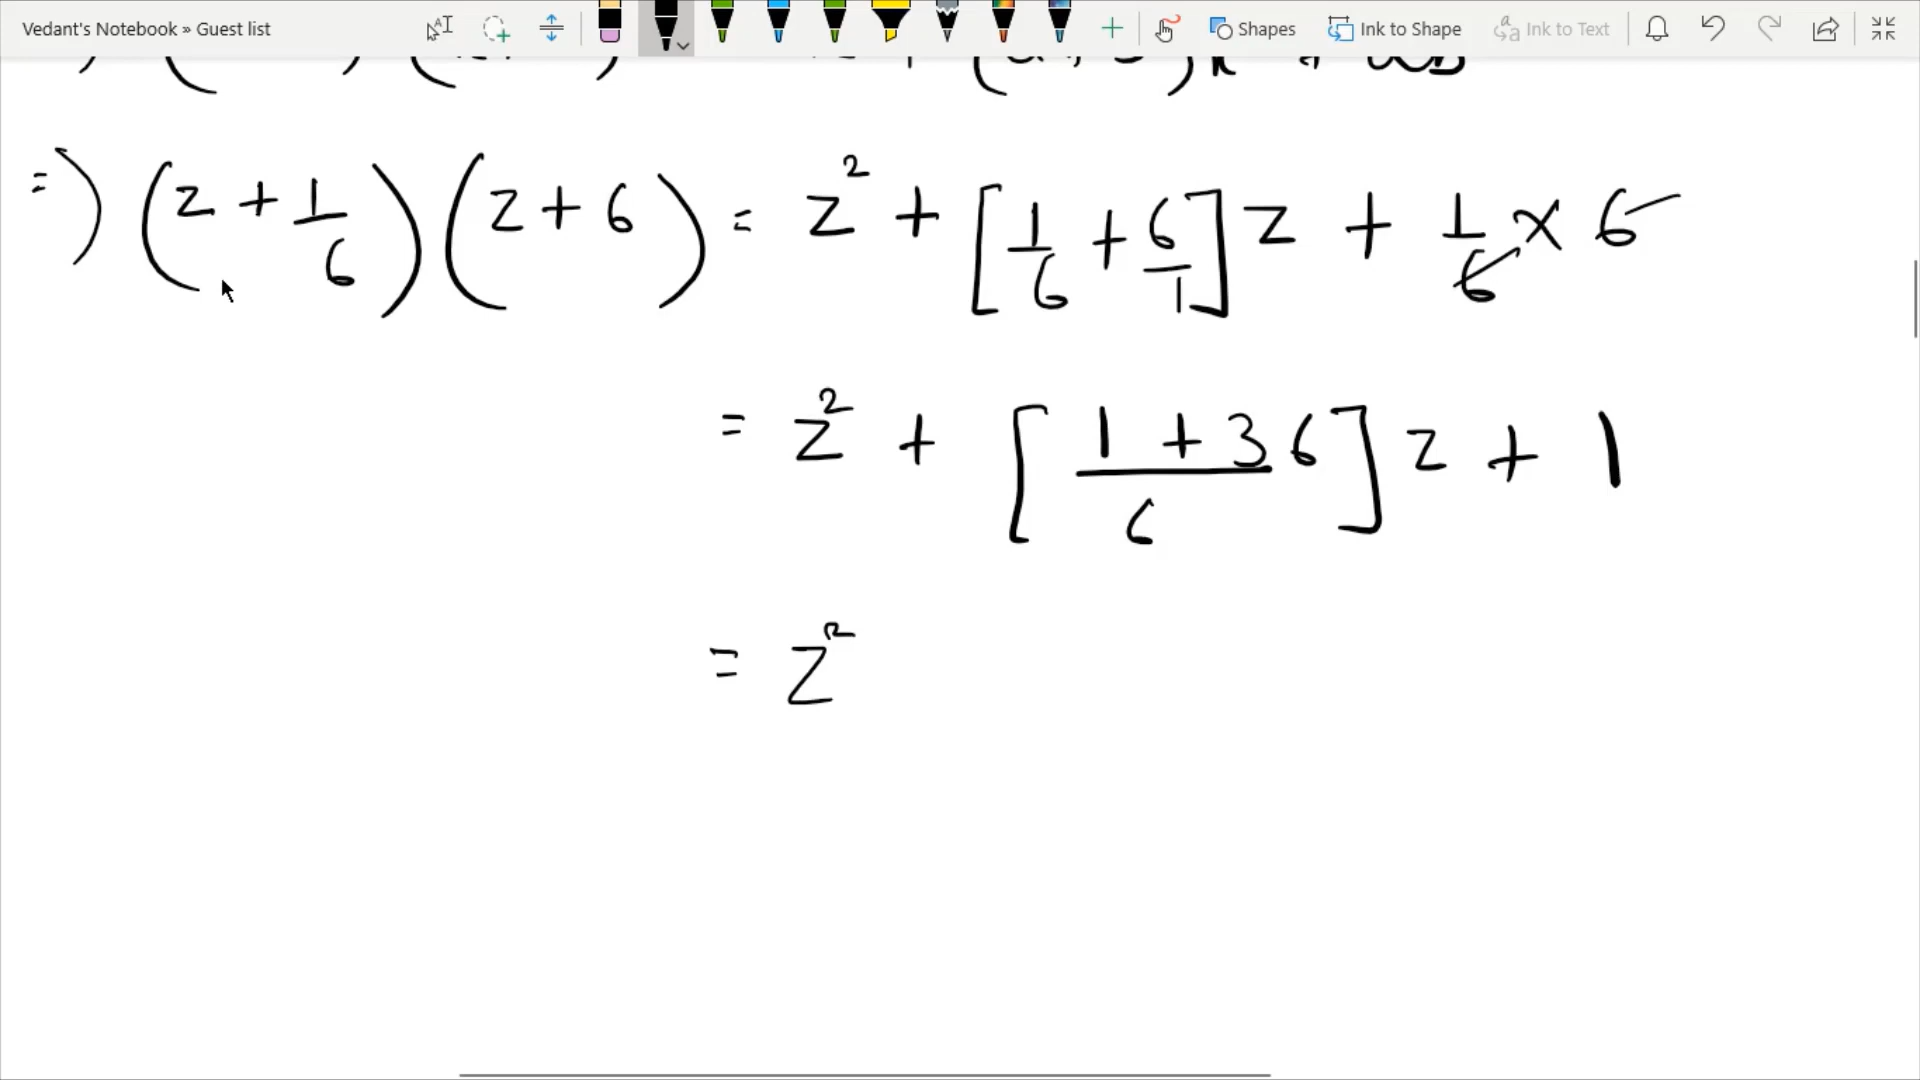 Vedant's Notebook » Guest list
Shapes
Ink to Shape
Ink to Text
=) (z + 1/6)(z + 6) = z² + [1/6 + 6/1]z + 1/6 × 6
= z² + [1 + 36/6]z + 1
= z²